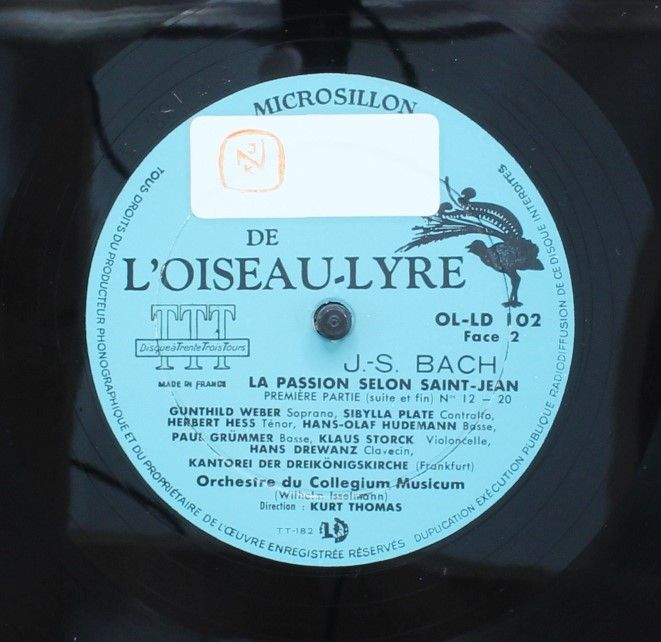 MICROSILLON
DE
L'OISEAU-LYRE
TTT
Disque à Trente Trois Tours
MADE IN FRANCE
OL-LD 102
Face 2
J.-S. BACH
LA PASSION SELON SAINT-JEAN
PREMIÈRE PARTIE (suite et fin) Nos 12 - 20
GUNTHILD WEBER Soprano, SIBYLLA PLATE Contralto,
HERBERT HESS Ténor, HANS-OLAF HUDEMANN Basse,
PAUL GRÜMMER Basse, KLAUS STORCK Violoncelle,
HANS DREWANZ Clavecin,
KANTOREI DER DREIKÖNIGSKIRCHE (Frankfurt)
Orchestre du Collegium Musicum
(Wilhelm Isselmann)
Direction : KURT THOMAS
TT-182 LD
TOUS DROITS DU PRODUCTEUR PHONOGRAPHIQUE ET DU PROPRIÉTAIRE DE L'ŒUVRE ENREGISTRÉE RÉSERVÉS DUPLICATION EXÉCUTION PUBLIQUE RADIODIFFUSION DE CE DISQUE INTERDITES